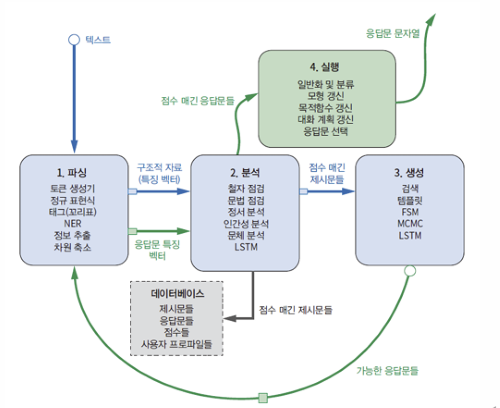 텍스트
응답문 문자열
4. 실행
일반화 및 분류
모형 갱신
목적함수 갱신
대화 계획 갱신
응답문 선택
점수 매긴 응답문들
1. 파싱
토큰 생성기
정규 표현식
태그(꼬리표)
NER
정보 추출
차원 축소
구조적 자료
(특징 벡터)
응답문 특징
벡터
2. 분석
철자 점검
문법 점검
정서 분석
인간성 분석
문체 분석
LSTM
점수 매긴
제시문들
3. 생성
검색
템플릿
FSM
MCMC
LSTM
데이터베이스
제시문들
응답문들
점수들
사용자 프로파일들
점수 매긴 제시문들
가능한 응답문들